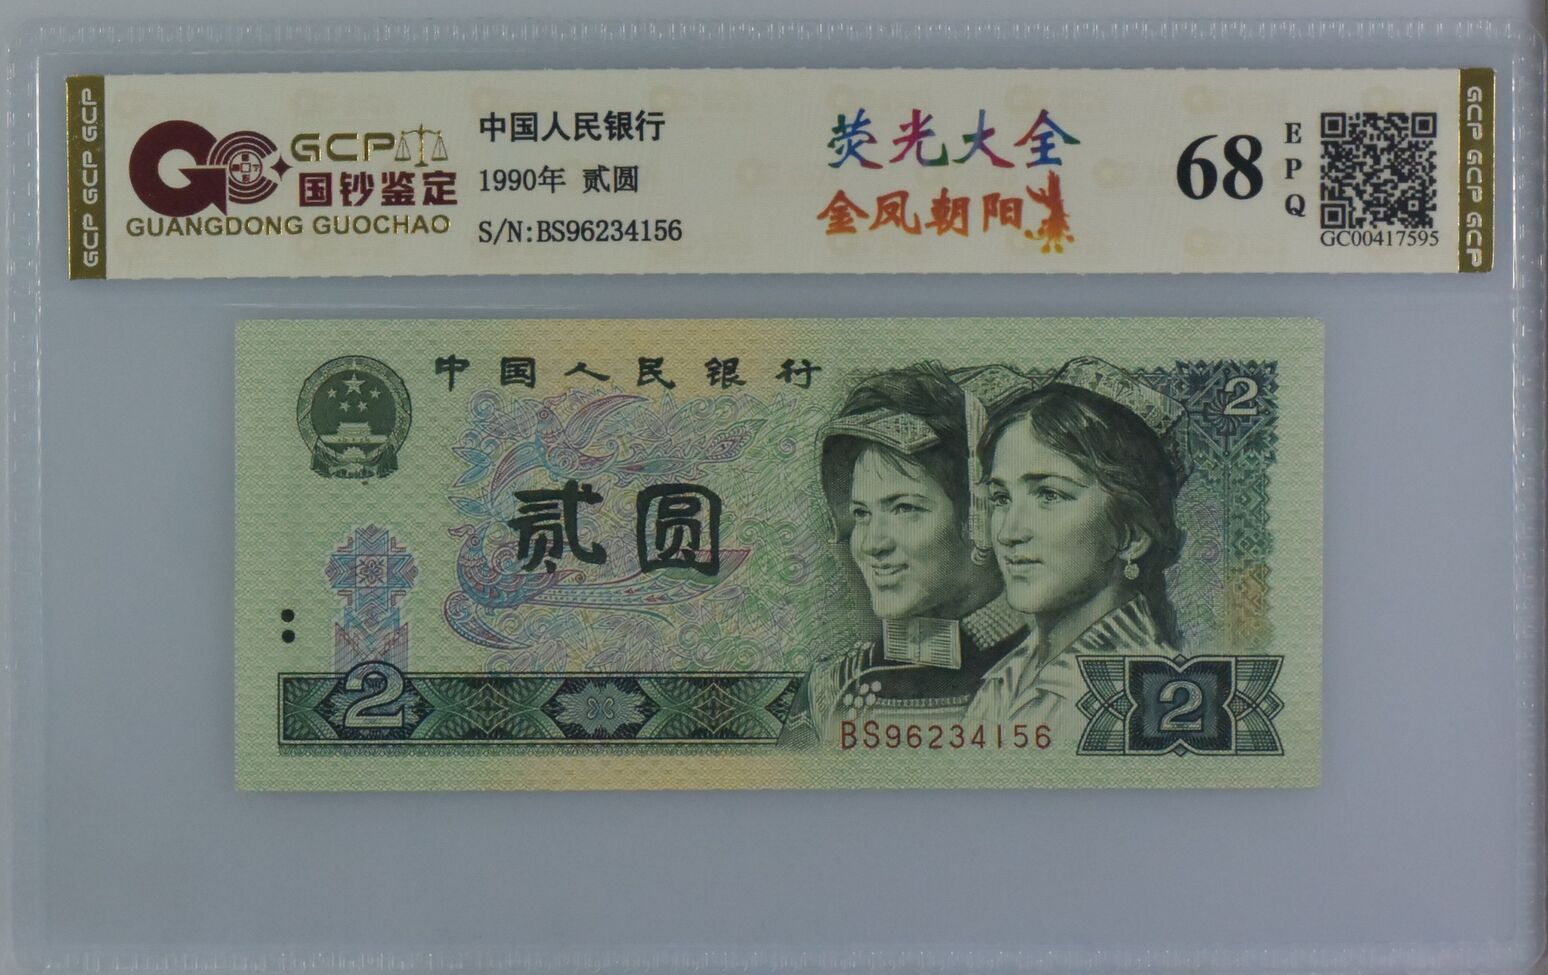 GCP GCP GCP
GCP
国钞鉴定
GUANGDONG GUOCHAO
中国人民银行
1990年 贰圆
S/N:BS96234156
荧光大全
金凤朝阳
68
EPQ
GC00417595
GCP GCP GCP
中国人民银行
2
贰圆
2
2
BS96234156